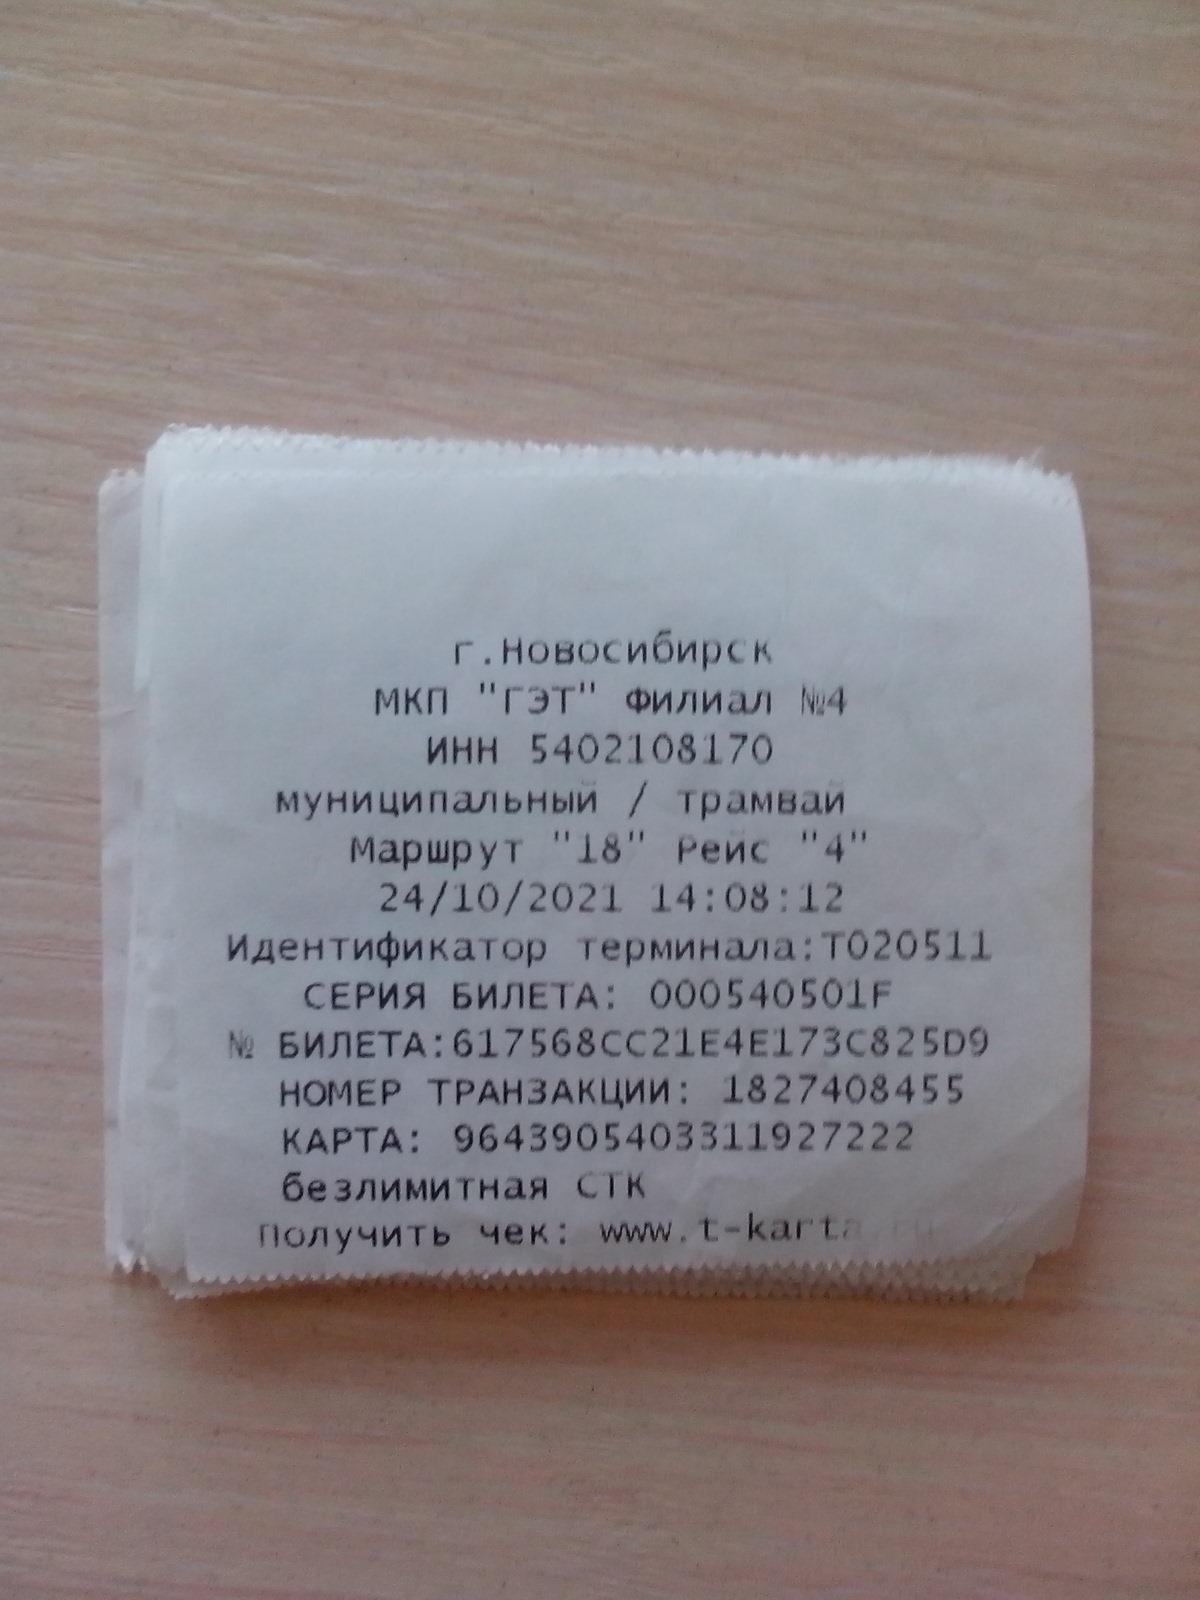 г.Новосибирск
МКП "ГЭТ" Филиал №4
ИНН 5402108170
муниципальный / трамвай
Маршрут "18" Рейс "4"
24/10/2021 14:08:12
Идентификатор терминала:T020511
СЕРИЯ БИЛЕТА: 000540501F
№ БИЛЕТА:617568CC21E4E173C825D9
НОМЕР ТРАНЗАКЦИИ: 1827408455
КАРТА: 9643905403311927222
безлимитная СТК
Получить чек: www.t-karta